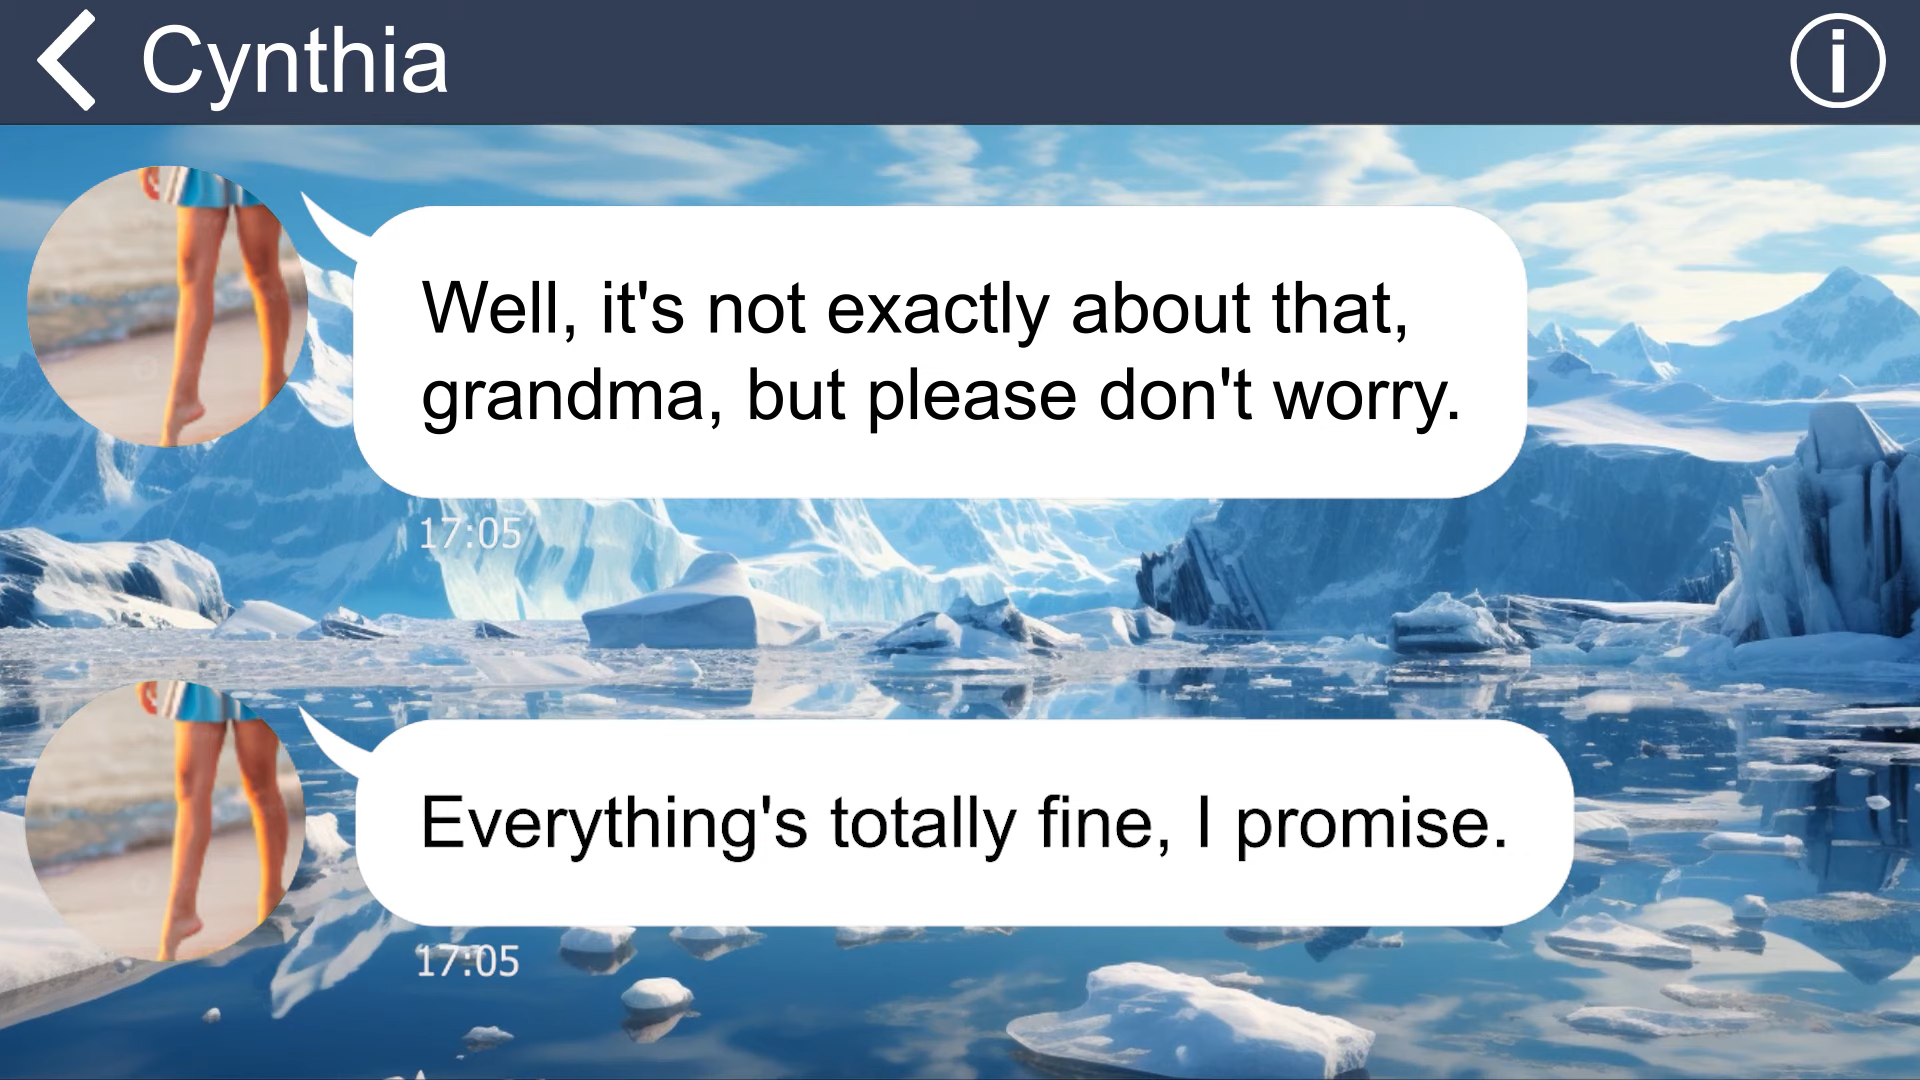 Cynthia
Well, it's not exactly about that,
grandma, but please don't worry.
17:05
Everything's totally fine, I promise.
17:05